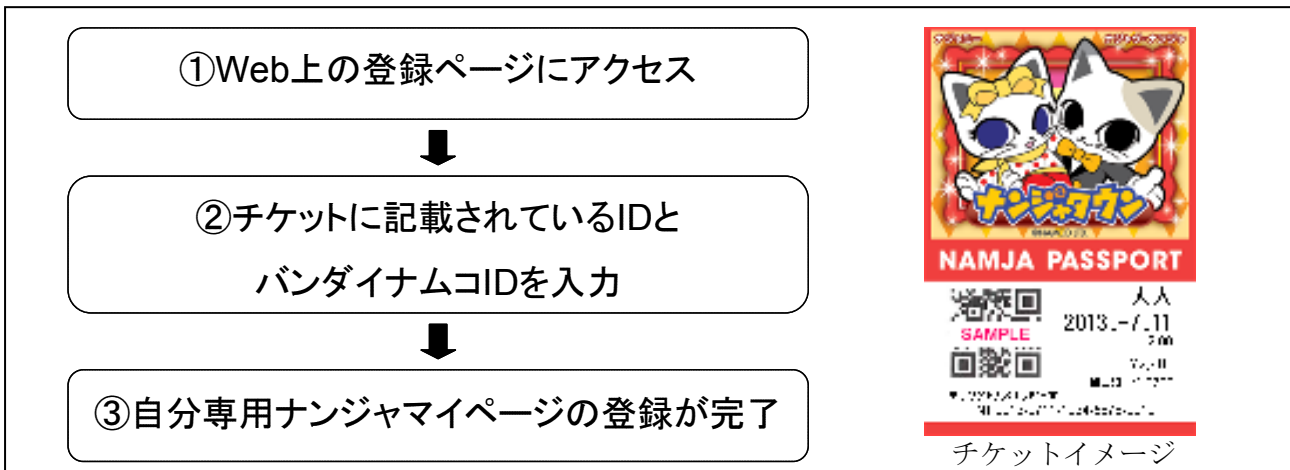 ①Web上の登録ページにアクセス
②チケットに記載されているIDと
バンダイナムコIDを入力
③自分専用ナンジャマイページの登録が完了
ナンジャタウン
NAMJA PASSPORT
SAMPLE
大人
2013.-7.11
チケットイメージ